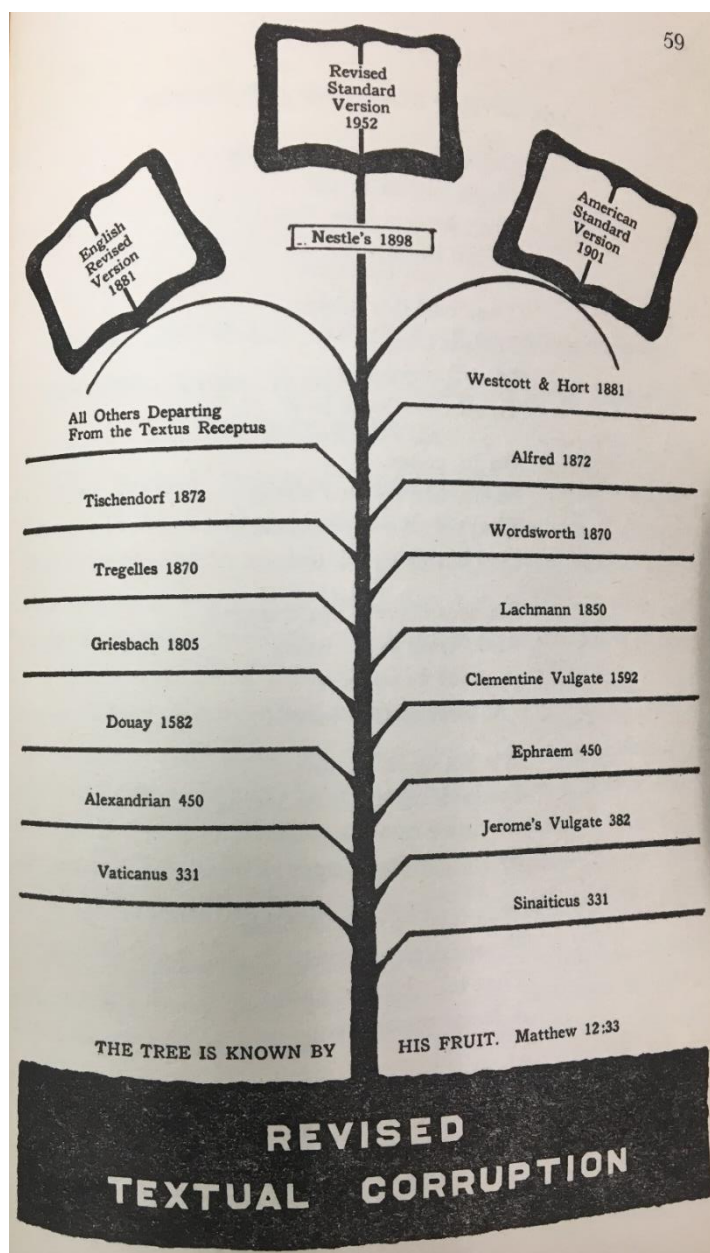 59
Revised
Standard
Version
1952
English
Revised
Version
1881
American
Standard
Version
1901
Nestle's 1898
Westcott & Hort 1881
All Others Departing
From the Textus Receptus
Alfred 1872
Tischendorf 1872
Wordsworth 1870
Tregelles 1870
Lachmann 1850
Griesbach 1805
Clementine Vulgate 1592
Douay 1582
Ephraem 450
Alexandrian 450
Jerome's Vulgate 382
Vaticanus 331
Sinaiticus 331
THE TREE IS KNOWN BY HIS FRUIT. Matthew 12:33
REVISED
TEXTUAL CORRUPTION